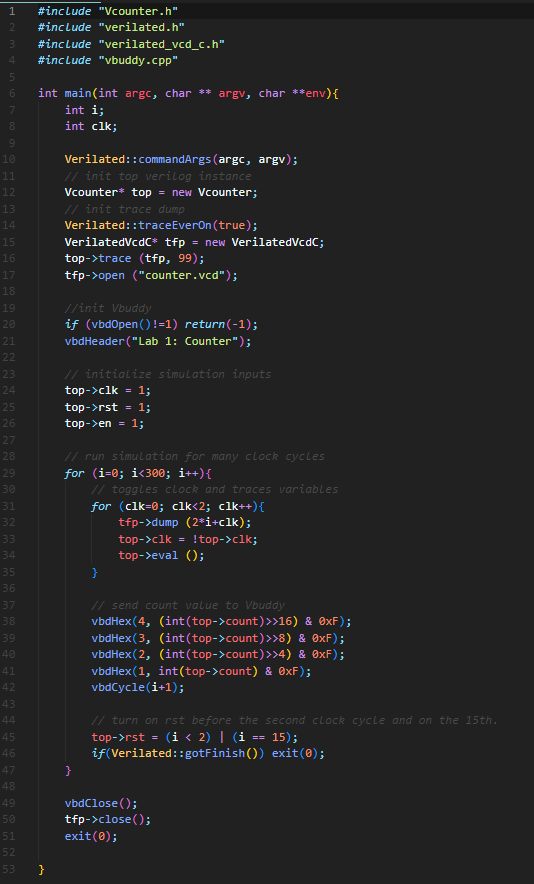 1 #include "Vcounter.h"
2 #include "verilated.h"
3 #include "verilated_vcd_c.h"
4 #include "vbuddy.cpp"
5
6 int main(int argc, char ** argv, char **env){
7     int i;
8     int clk;
9
10     Verilated::commandArgs(argc, argv);
11     // init top verilog instance
12     Vcounter* top = new Vcounter;
13     // init trace dump
14     Verilated::traceEverOn(true);
15     VerilatedVcdC* tfp = new VerilatedVcdC;
16     top->trace (tfp, 99);
17     tfp->open ("counter.vcd");
18
19     //init Vbuddy
20     if (vbdOpen()!=1) return(-1);
21     vbdHeader("Lab 1: Counter");
22
23     // initialize simulation inputs
24     top->clk = 1;
25     top->rst = 1;
26     top->en = 1;
27
28     // run simulation for many clock cycles
29     for (i=0; i<300; i++){
30         // toggles clock and traces variables
31         for (clk=0; clk<2; clk++){
32             tfp->dump (2*i+clk);
33             top->clk = !top->clk;
34             top->eval ();
35         }
36
37         // send count value to Vbuddy
38         vbdHex(4, (int(top->count)>>16) & 0xF);
39         vbdHex(3, (int(top->count)>>8) & 0xF);
40         vbdHex(2, (int(top->count)>>4) & 0xF);
41         vbdHex(1, int(top->count) & 0xF);
42         vbdCycle(i+1);
43
44         // turn on rst before the second clock cycle and on the 15th.
45         top->rst = (i < 2) | (i == 15);
46         if(Verilated::gotFinish()) exit(0);
47     }
48
49     vbdClose();
50     tfp->close();
51     exit(0);
52
53 }